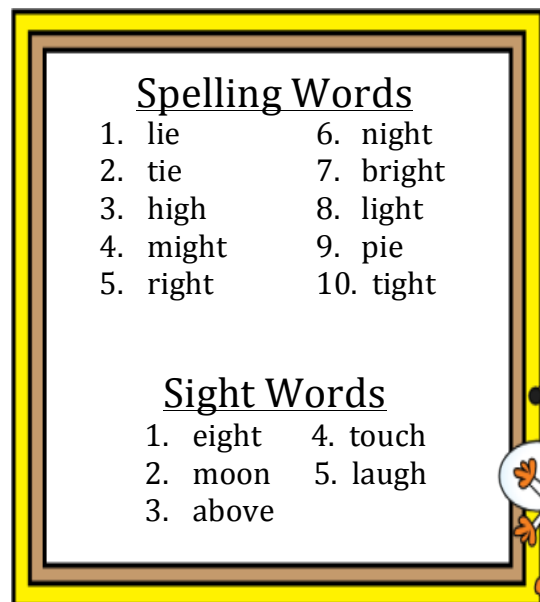 Spelling Words
1. lie 6. night
2. tie 7. bright
3. high 8. light
4. might 9. pie
5. right 10. tight
Sight Words
1. eight 4. touch
2. moon 5. laugh
3. above